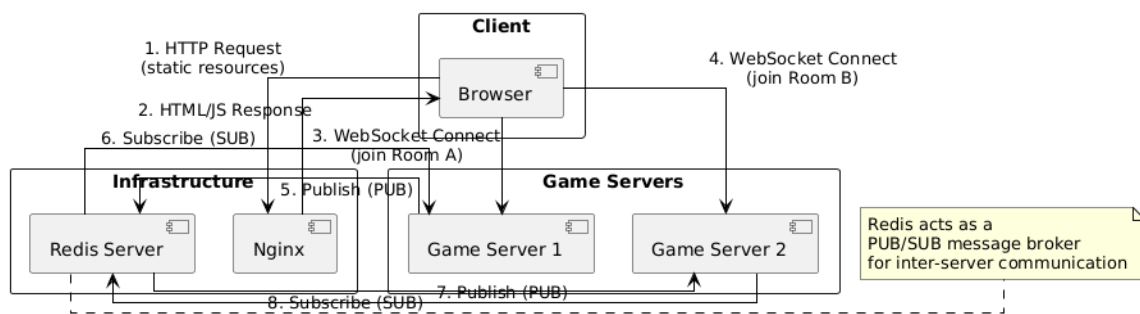 Client
1. HTTP Request
(static resources)
4. WebSocket Connect
(join Room B)
Browser
2. HTML/JS Response
6. Subscribe (SUB)
3. WebSocket Connect
(join Room A)
Infrastructure
5. Publish (PUB)
Game Servers
Redis Server
Nginx
Game Server 1
Game Server 2
Redis acts as a
PUB/SUB message broker
for inter-server communication
7. Publish (PUB)
8. Subscribe (SUB)